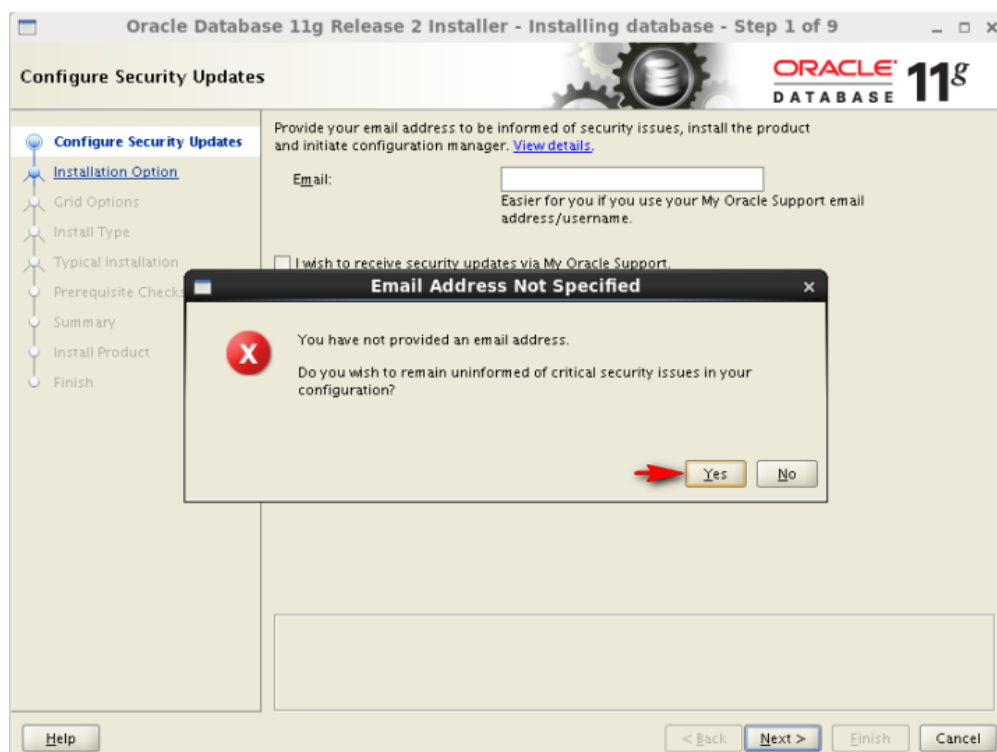 Oracle Database 11g Release 2 Installer - Installing database - Step 1 of 9
Configure Security Updates
ORACLE
DATABASE
11g
Configure Security Updates
Installation Option
Grid Options
Install Type
Typical Installation
Prerequisite Checks
Summary
Install Product
Finish
Provide your email address to be informed of security issues, install the product
and initiate configuration manager. View details.
Email:
Easier for you if you use your My Oracle Support email
address/username.
I wish to receive security updates via My Oracle Support.
Email Address Not Specified
X
You have not provided an email address.
Do you wish to remain uninformed of critical security issues in your
configuration?
Yes
No
Help
< Back
Next >
Finish
Cancel